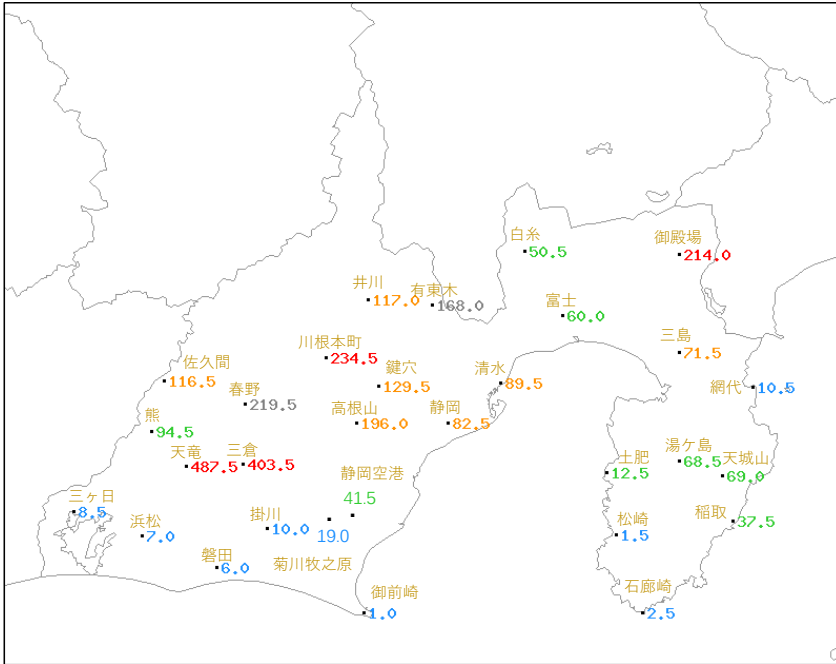 白糸
50.5
御殿場
214.0
井川
117.0
有東木
168.0
富士
60.0
川根本町
234.5
三島
71.5
佐久間
116.5
鍵穴
129.5
清水
89.5
網代
10.5
春野
219.5
熊
94.5
高根山
196.0
静岡
82.5
天竜
487.5
三倉
403.5
土肥
12.5
湯ケ島
68.5
天城山
69.0
静岡空港
41.5
三ヶ日
8.5
浜松
7.0
掛川
10.0
19.0
菊川牧之原
松崎
1.5
稲取
37.5
磐田
6.0
御前崎
1.0
石廊崎
2.5